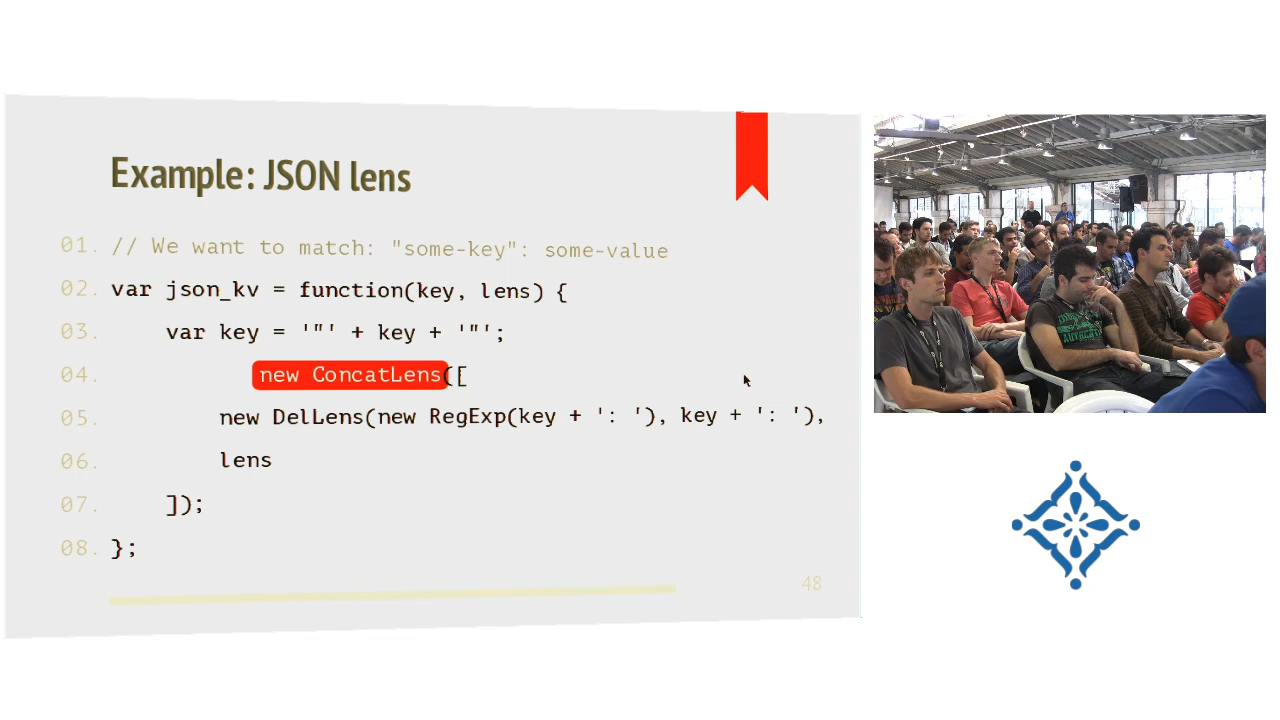 Example: JSON lens
01. // We want to match: "some-key": some-value
02. var json_kv = function(key, lens) {
03. var key = '"' + key + '"';
04. new ConcatLens([
05. new DelLens(new RegExp(key + ': '), key + ': '),
06. lens
07. ]);
08. };
48